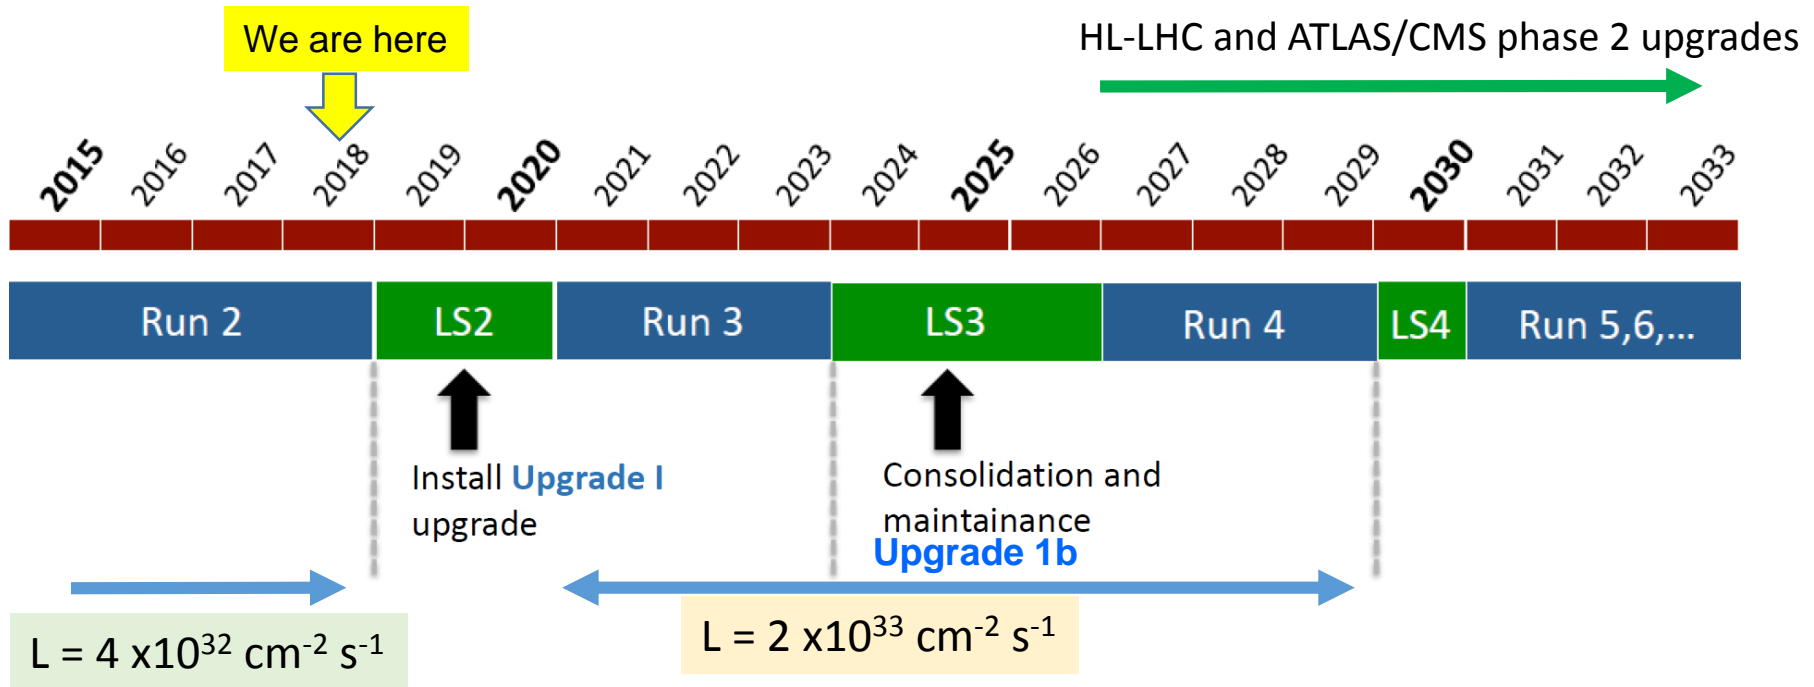 We are here
HL-LHC and ATLAS/CMS phase 2 upgrades
2015 2016 2017 2018 2019 2020 2021 2022 2023 2024 2025 2026 2027 2028 2029 2030 2031 2032 2033
Run 2 LS2 Run 3 LS3 Run 4 LS4 Run 5,6,...
Install Upgrade I
upgrade
Consolidation and
maintainance
Upgrade 1b
L = 4 x10³² cm⁻² s⁻¹
L = 2 x10³³ cm⁻² s⁻¹